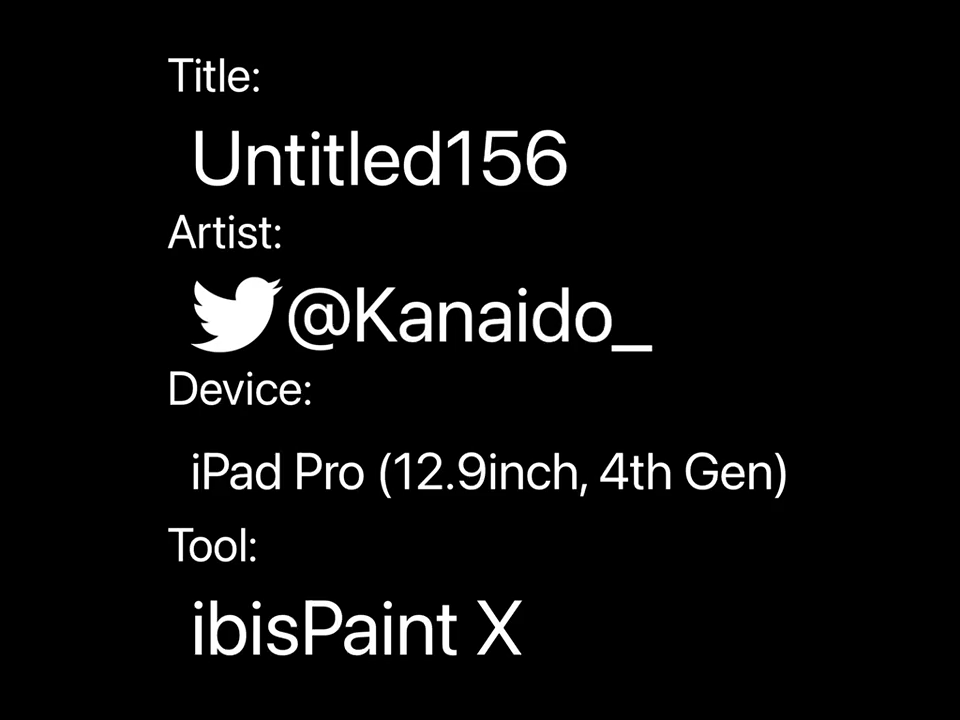 Title:
Untitled156
Artist:
@Kanaido_
Device:
iPad Pro (12.9inch, 4th Gen)
Tool:
ibisPaint X